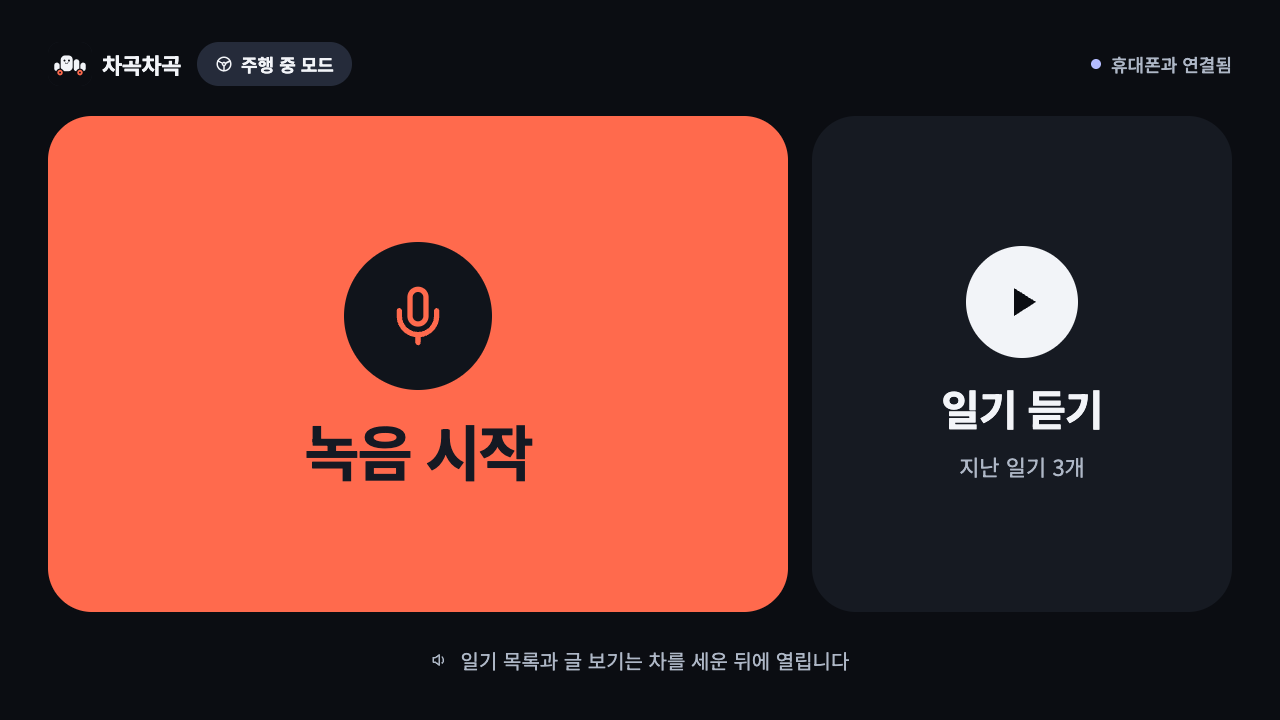 차곡차곡
주행 중 모드
휴대폰과 연결됨
녹음 시작
일기 듣기
지난 일기 3개
일기 목록과 글 보기는 차를 세운 뒤에 열립니다